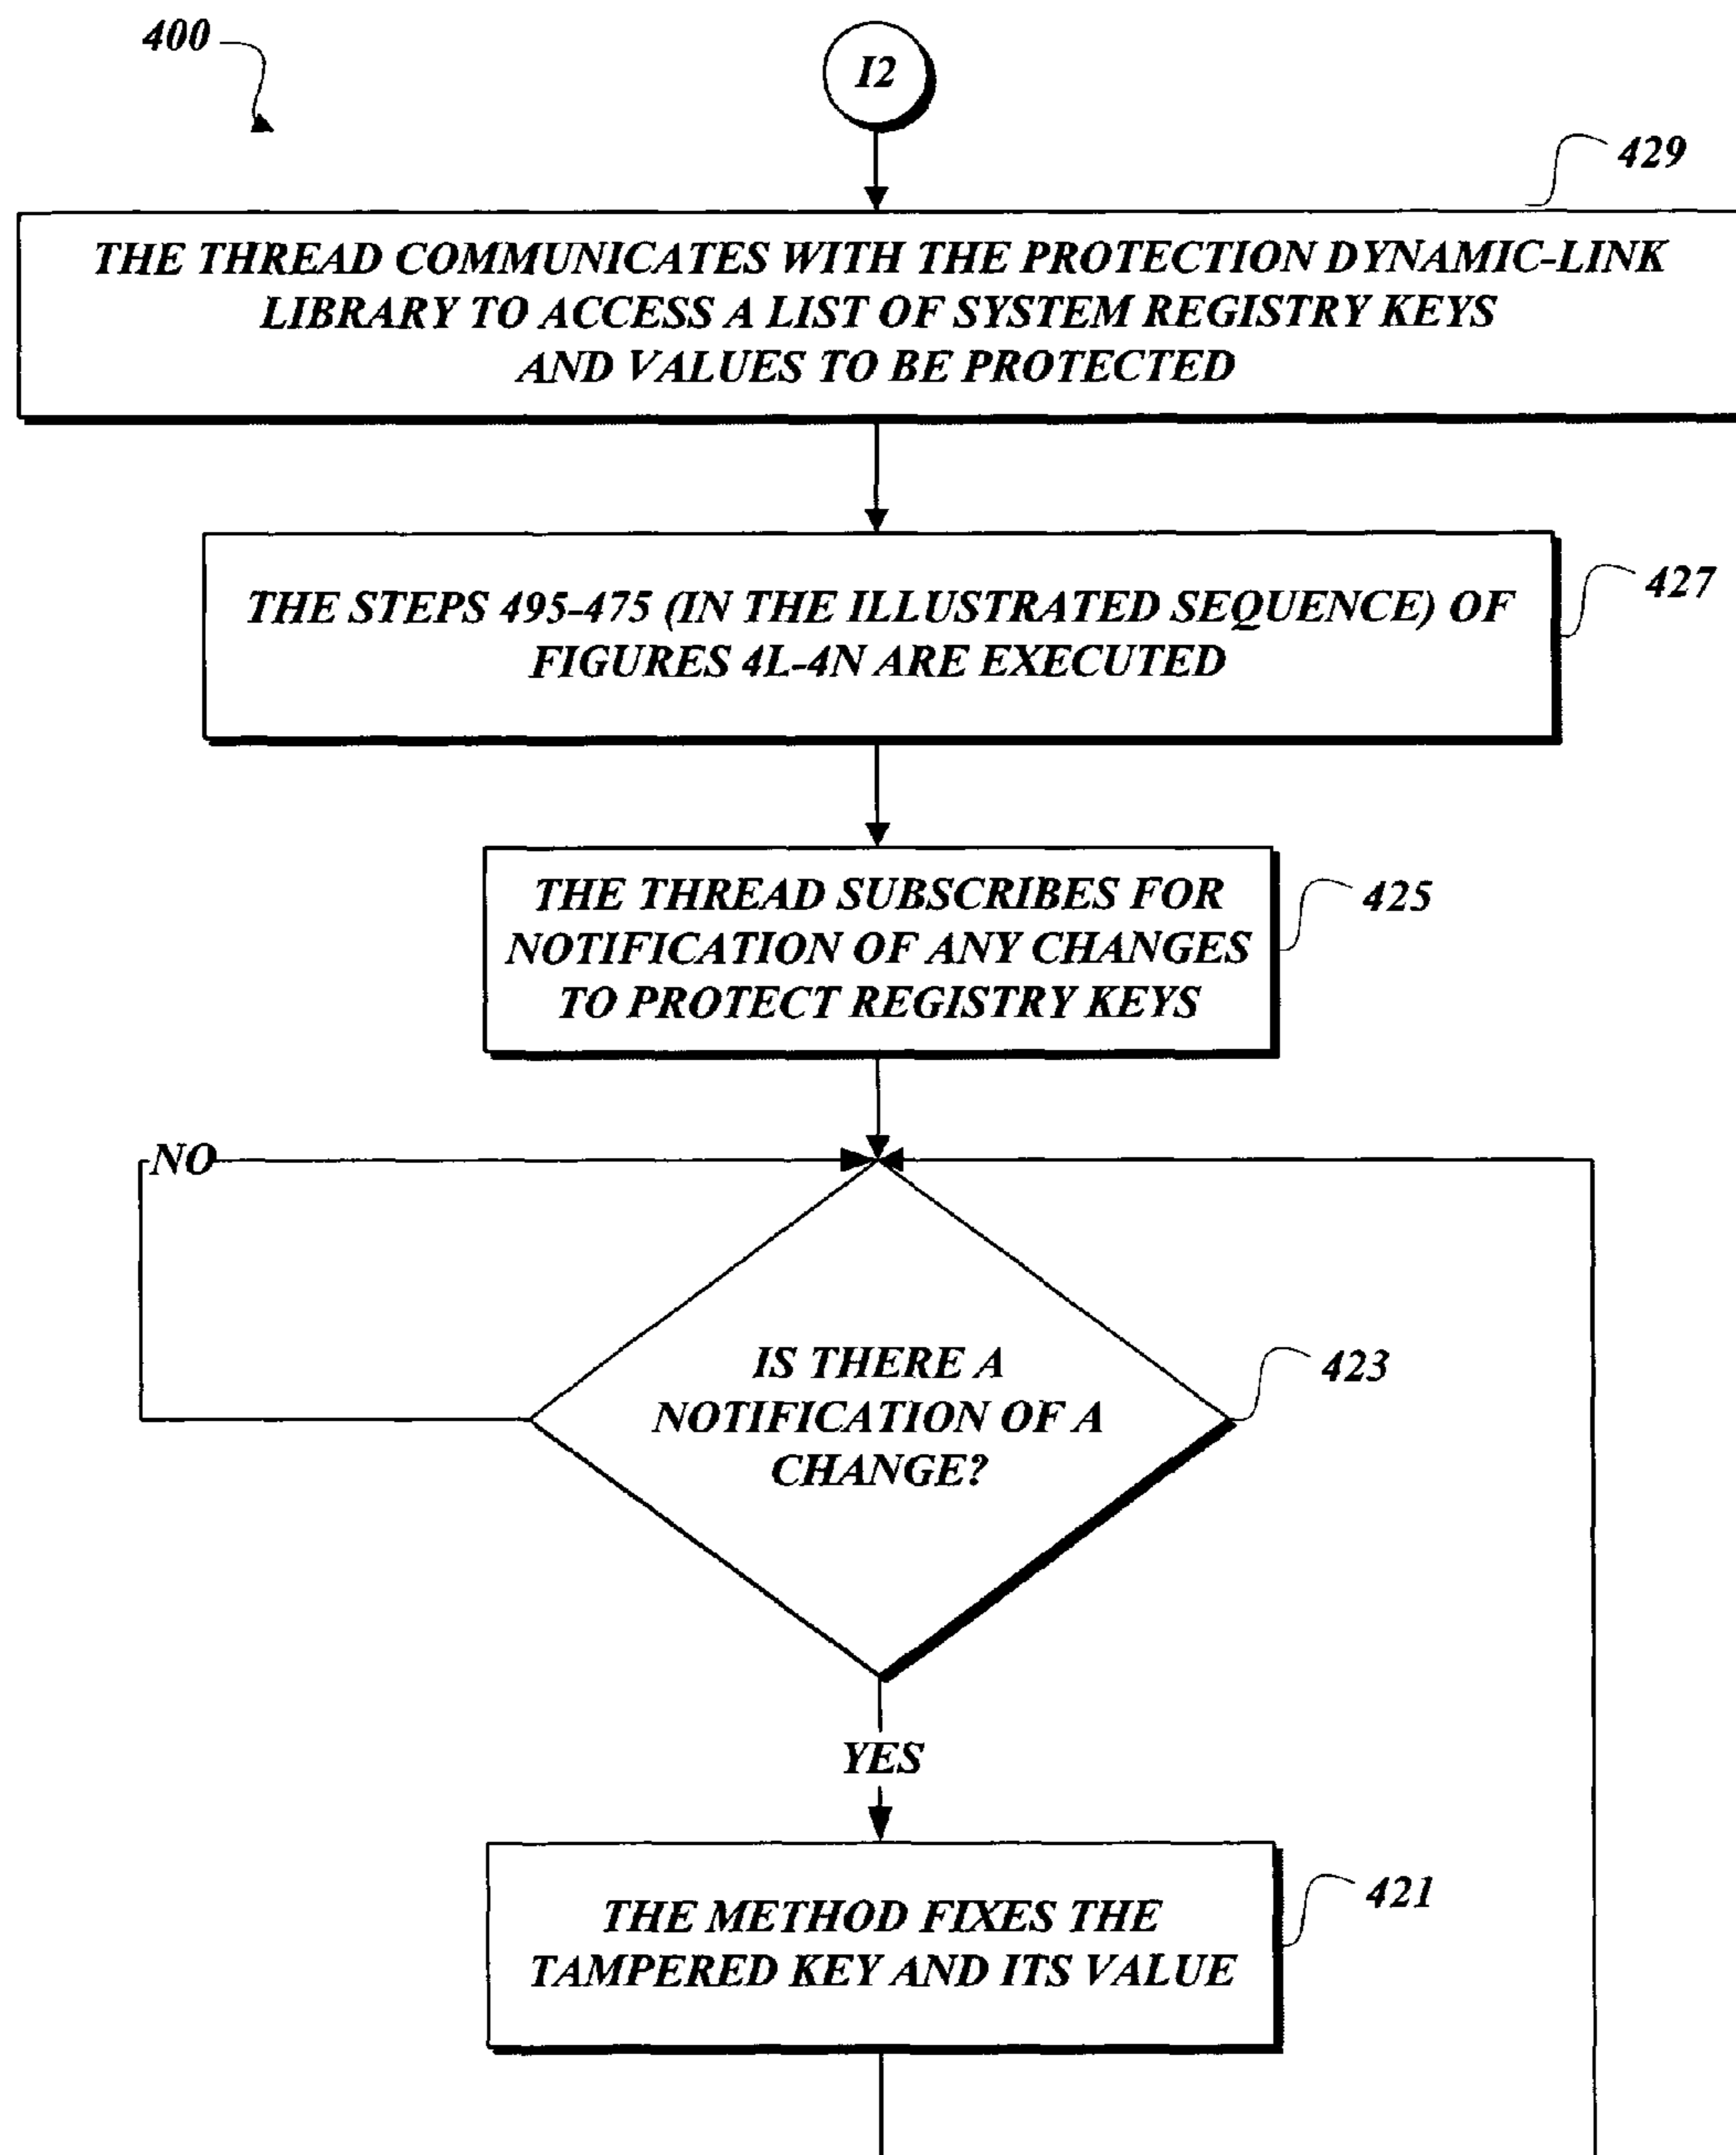 400
I2
429
THE THREAD COMMUNICATES WITH THE PROTECTION DYNAMIC-LINK
LIBRARY TO ACCESS A LIST OF SYSTEM REGISTRY KEYS
AND VALUES TO BE PROTECTED
427
THE STEPS 495-475 (IN THE ILLUSTRATED SEQUENCE) OF
FIGURES 4L-4N ARE EXECUTED
THE THREAD SUBSCRIBES FOR
NOTIFICATION OF ANY CHANGES
TO PROTECT REGISTRY KEYS
425
NO
IS THERE A
NOTIFICATION OF A
CHANGE?
423
YES
THE METHOD FIXES THE
TAMPERED KEY AND ITS VALUE
421